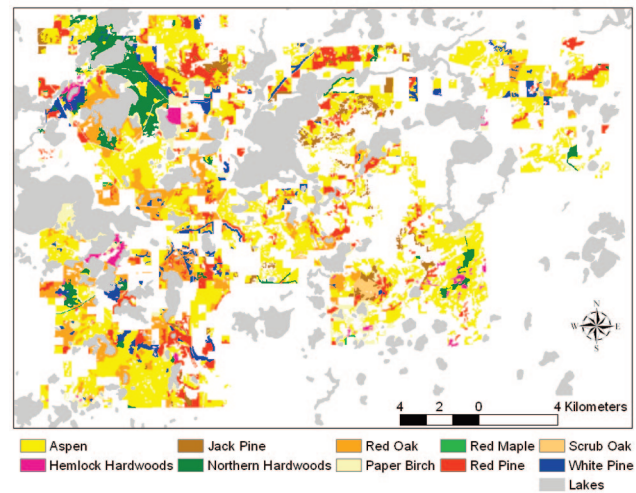 N
W E
S
4 2 0 4 Kilometers
Aspen Jack Pine Red Oak Red Maple Scrub Oak
Hemlock Hardwoods Northern Hardwoods Paper Birch Red Pine White Pine
Lakes